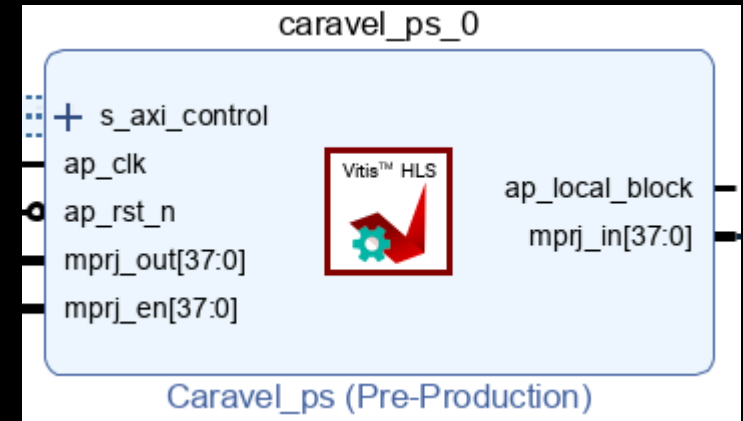 caravel_ps_0
s_axi_control
ap_clk
ap_rst_n
mprj_out[37:0]
mprj_en[37:0]
Vitis™ HLS
ap_local_block
mprj_in[37:0]
Caravel_ps (Pre-Production)